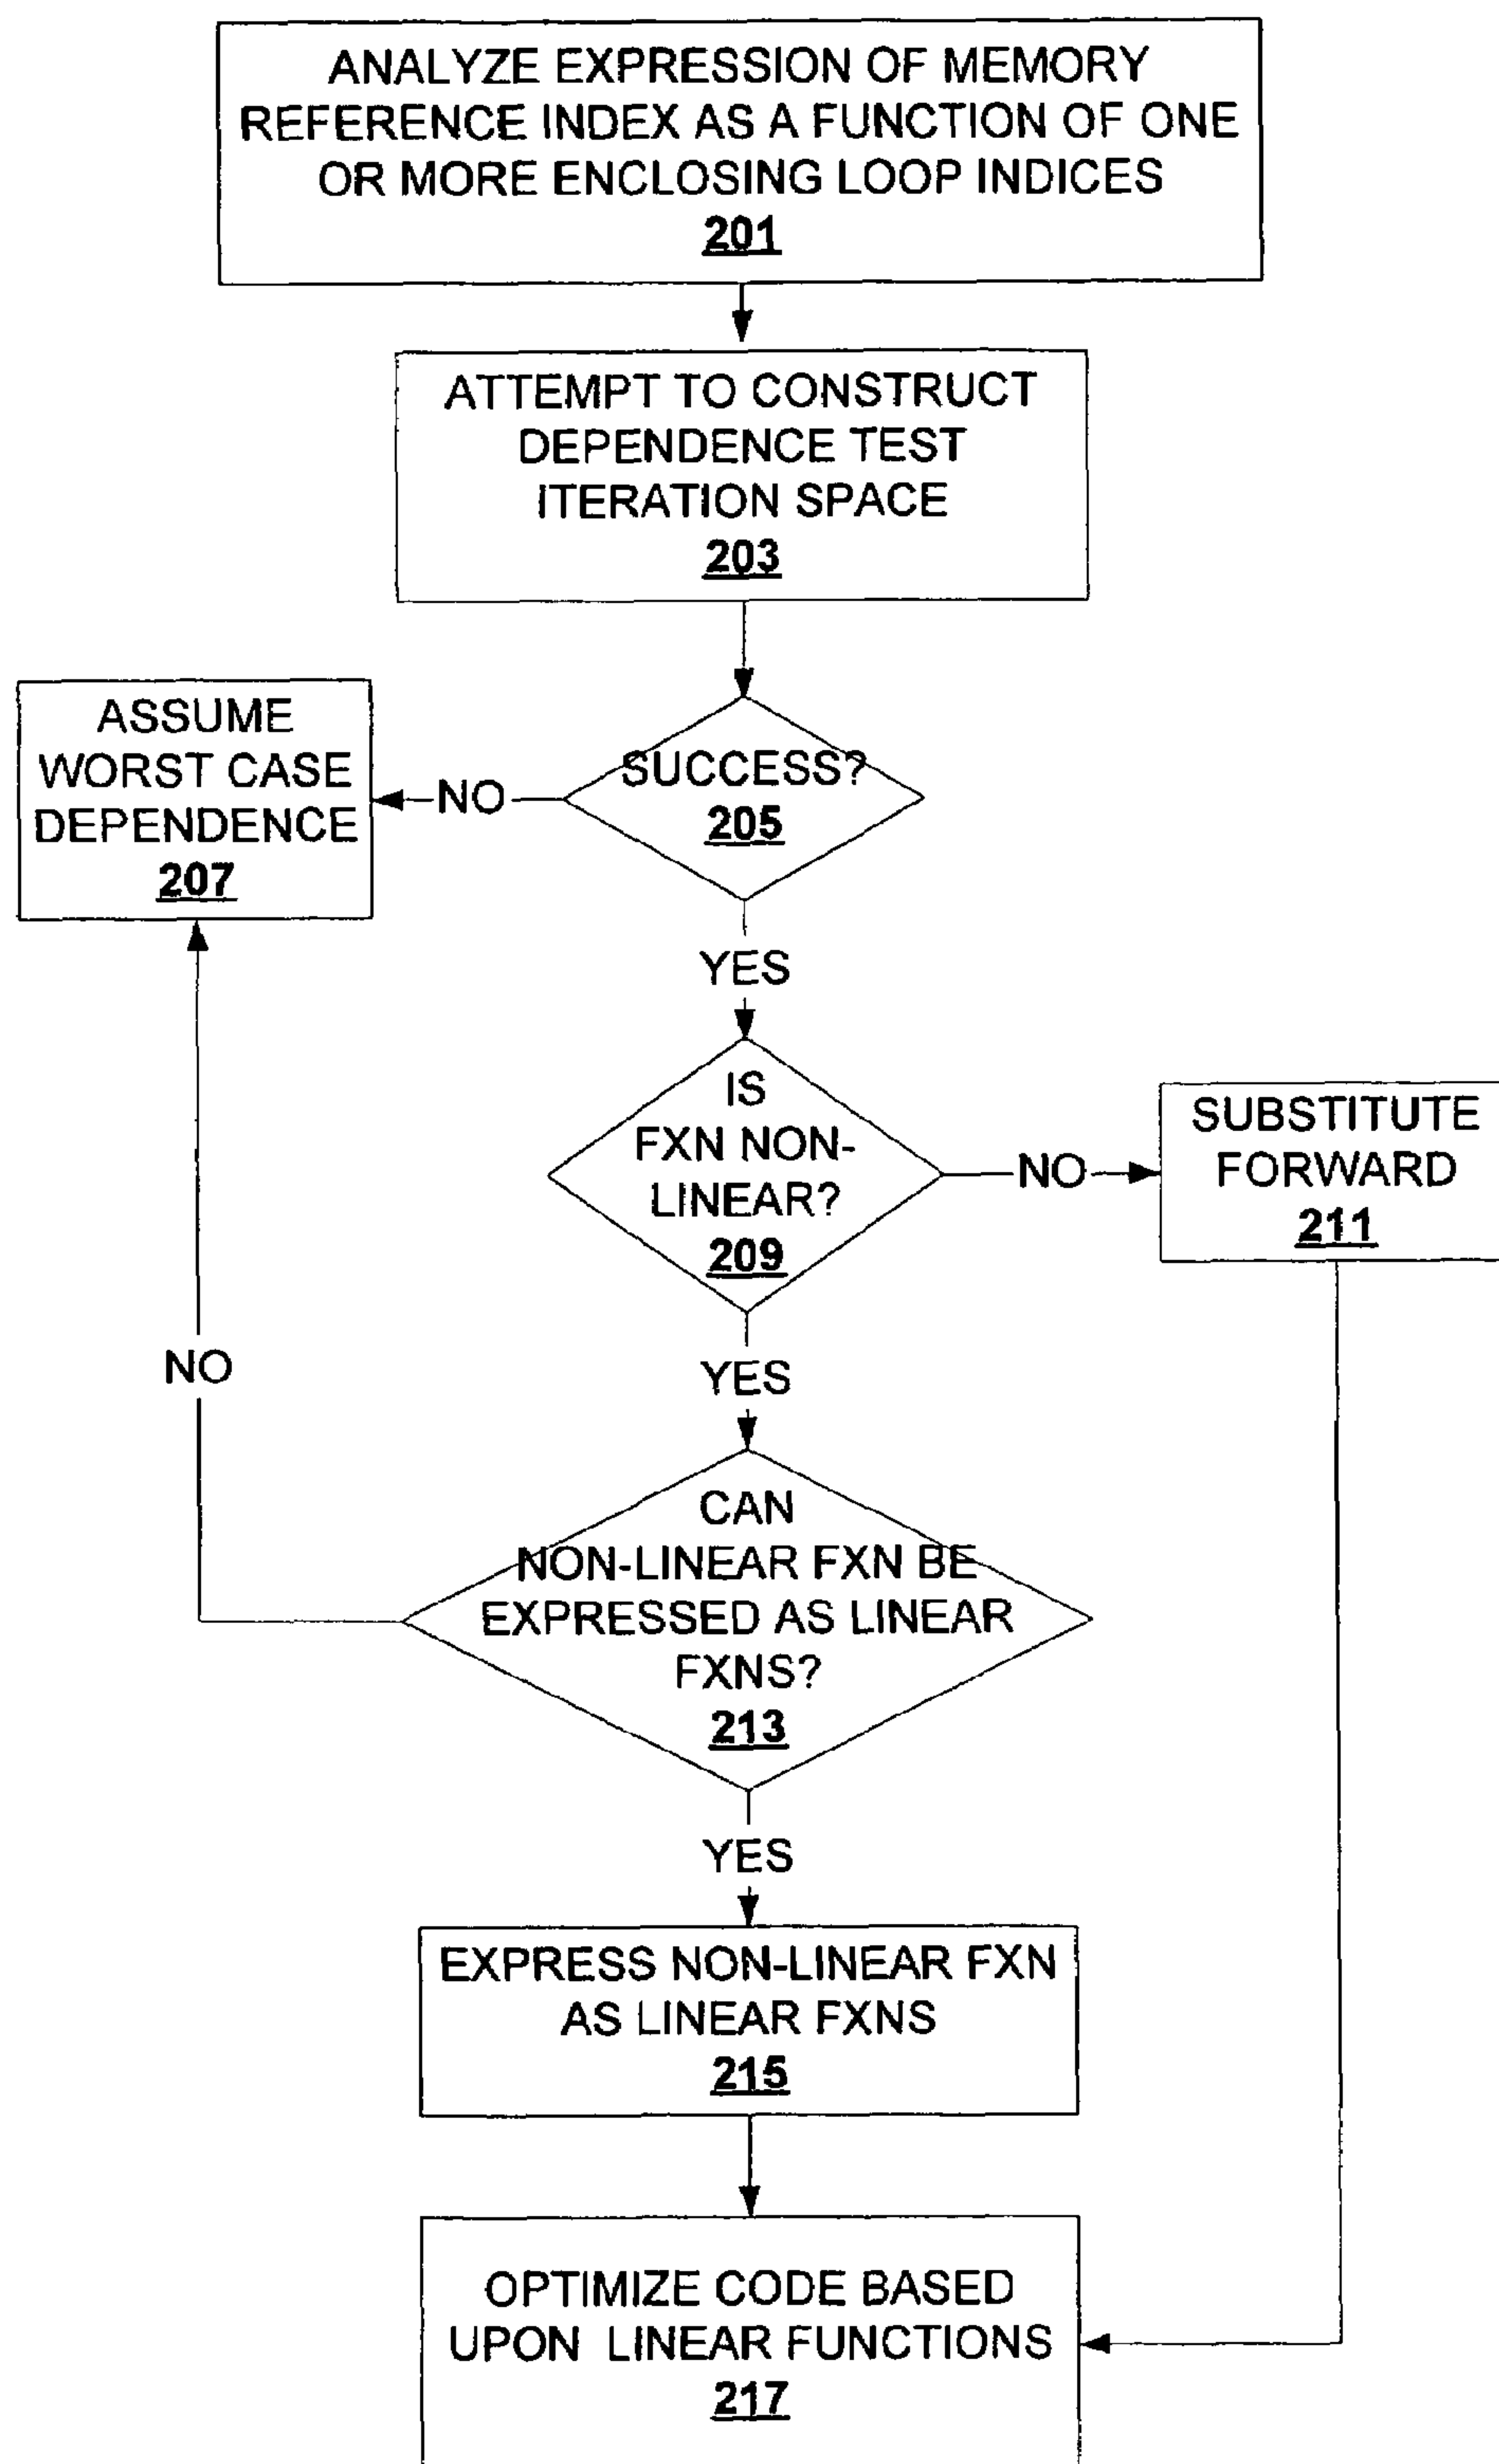 ANALYZE EXPRESSION OF MEMORY
REFERENCE INDEX AS A FUNCTION OF ONE
OR MORE ENCLOSING LOOP INDICES
201
ATTEMPT TO CONSTRUCT
DEPENDENCE TEST
ITERATION SPACE
203
ASSUME
WORST CASE
DEPENDENCE
207
NO
SUCCESS?
205
YES
IS
FXN NON-
LINEAR?
209
NO
SUBSTITUTE
FORWARD
211
NO
YES
CAN
NON-LINEAR FXN BE
EXPRESSED AS LINEAR
FXNS?
213
YES
EXPRESS NON-LINEAR FXN
AS LINEAR FXNS
215
OPTIMIZE CODE BASED
UPON LINEAR FUNCTIONS
217